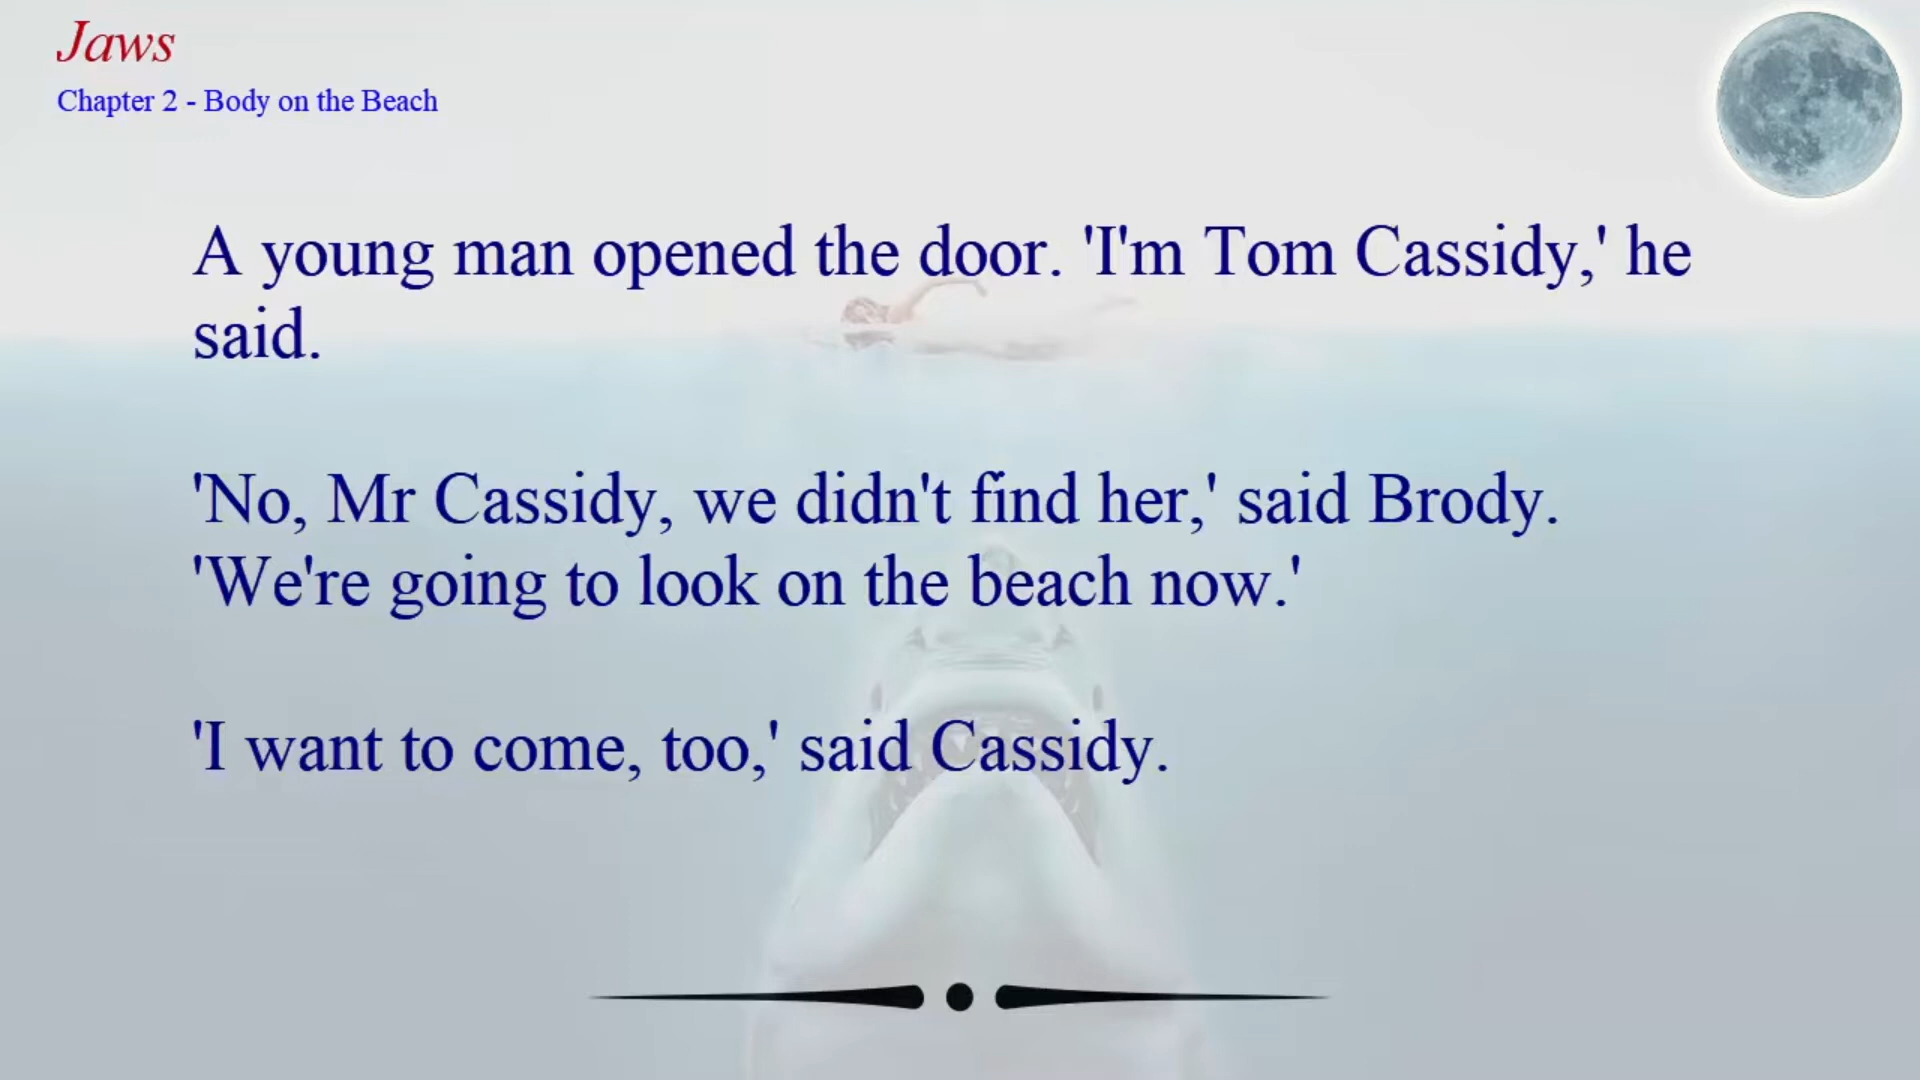 Jaws
Chapter 2 - Body on the Beach
A young man opened the door. 'I'm Tom Cassidy,' he
said.
'No, Mr Cassidy, we didn't find her,' said Brody.
'We're going to look on the beach now.'
'I want to come, too,' said Cassidy.